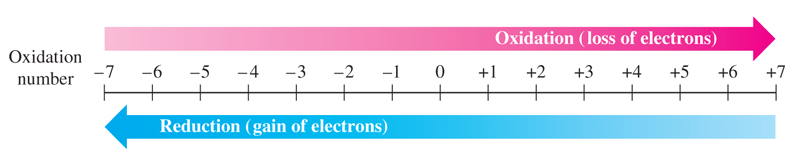 Oxidation (loss of electrons)
Oxidation
number
−7 −6 −5 −4 −3 −2 −1 0 +1 +2 +3 +4 +5 +6 +7
Reduction (gain of electrons)